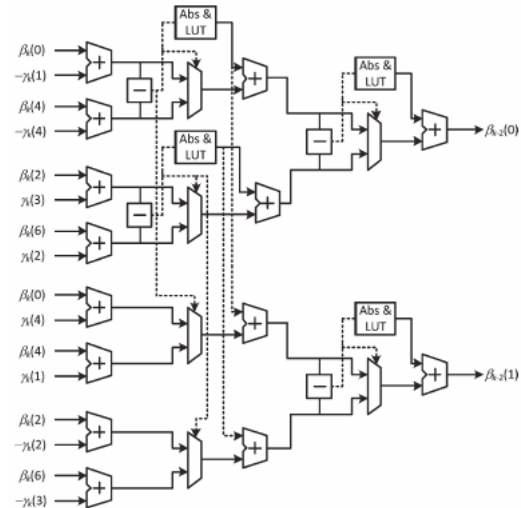 Abs &
LUT
βₖ(0)
−γₖ(1)
+
+
−
βₖ(4)
−γₖ(4)
+
Abs &
LUT
−
+
βₖ₋₂(0)
Abs &
LUT
βₖ(2)
γₖ(3)
+
+
−
βₖ(6)
γₖ(2)
+
βₖ(0)
γₖ(4)
+
+
Abs &
LUT
βₖ(4)
γₖ(1)
+
−
+
βₖ₋₂(1)
βₖ(2)
−γₖ(2)
+
+
βₖ(6)
−γₖ(3)
+